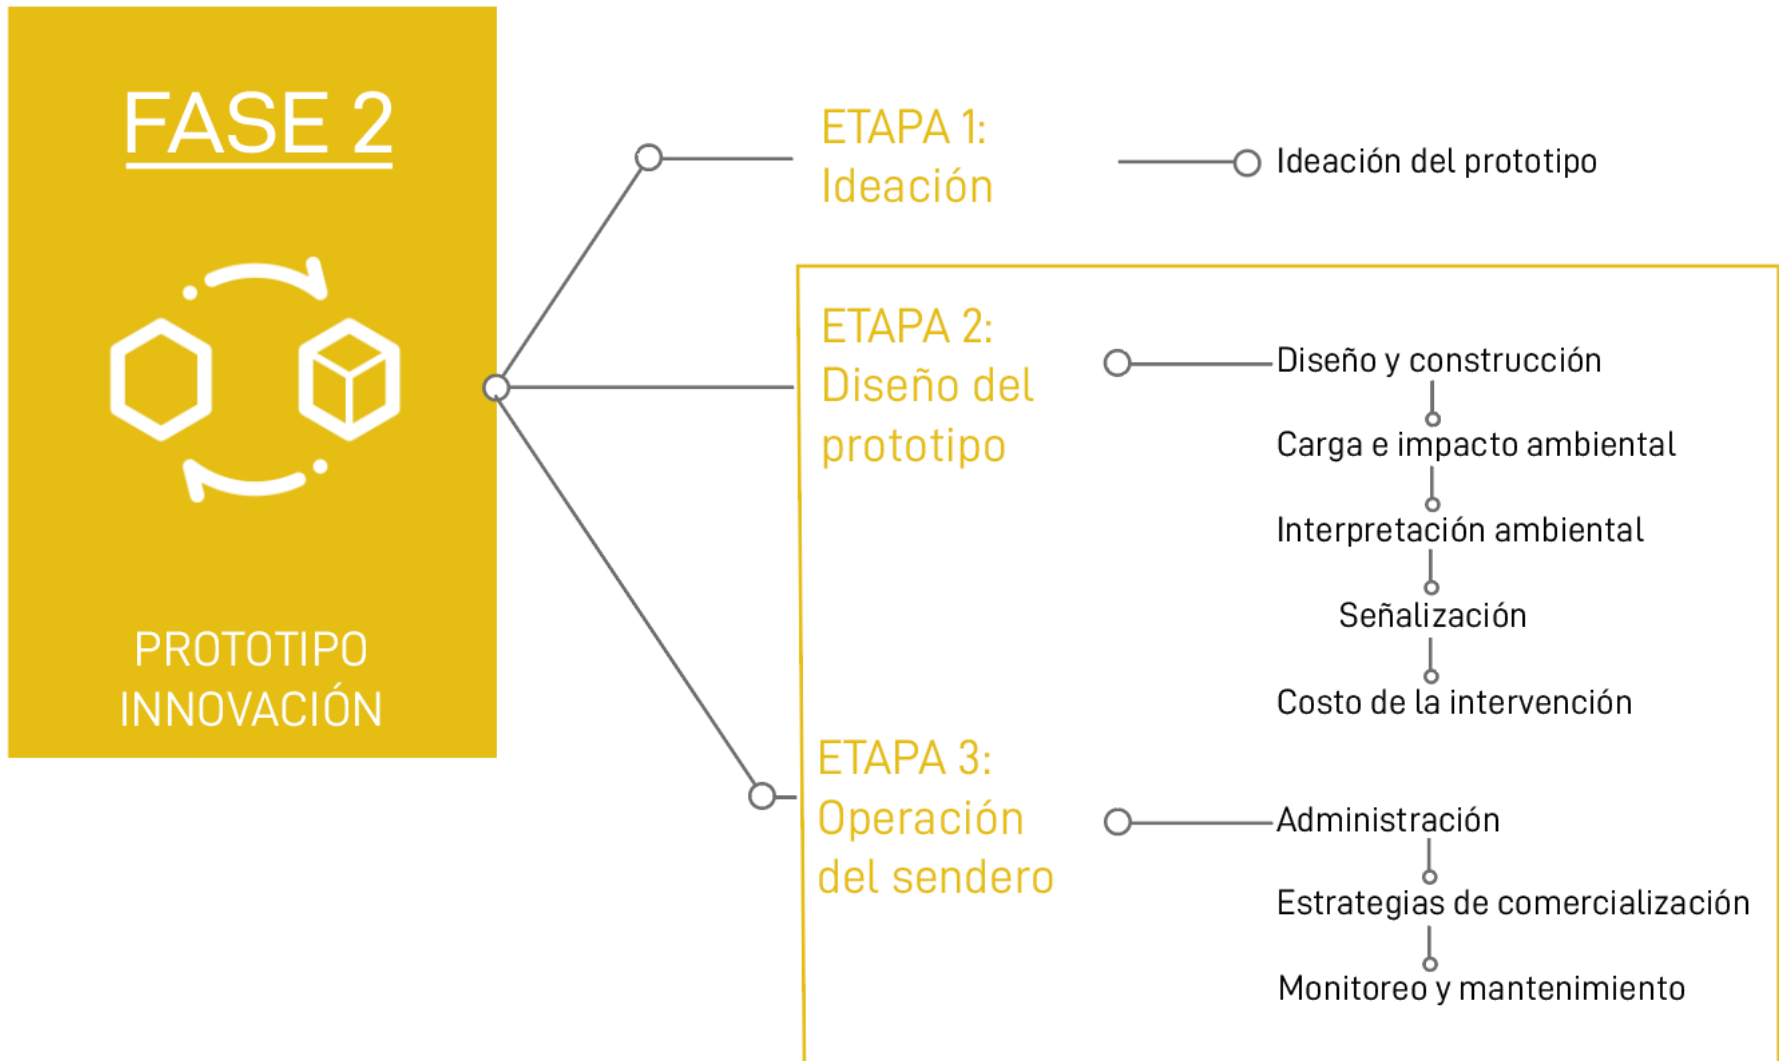 FASE 2
PROTOTIPO
INNOVACIÓN
ETAPA 1:
Ideación
Ideación del prototipo
ETAPA 2:
Diseño del
prototipo
Diseño y construcción
Carga e impacto ambiental
Interpretación ambiental
Señalización
Costo de la intervención
ETAPA 3:
Operación
del sendero
Administración
Estrategias de comercialización
Monitoreo y mantenimiento